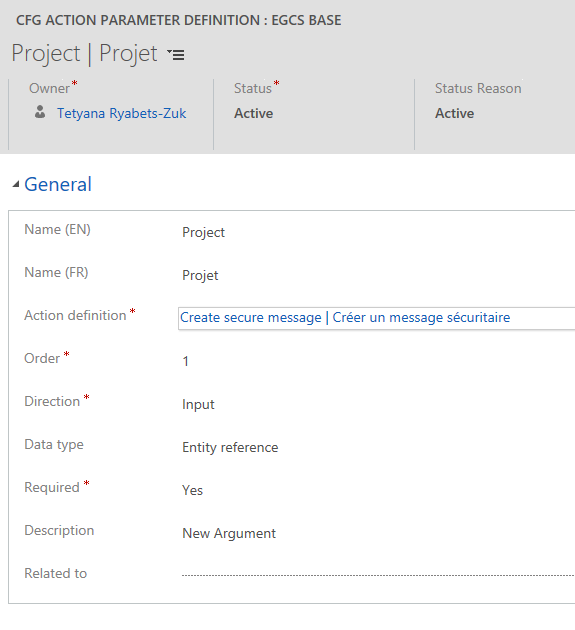 CFG ACTION PARAMETER DEFINITION : EGCS BASE
Project | Projet
Owner* Status* Status Reason
Tetyana Ryabets-Zuk Active Active
General
Name (EN) Project
Name (FR) Projet
Action definition * Create secure message | Créer un message sécuritaire
Order * 1
Direction * Input
Data type Entity reference
Required * Yes
Description New Argument
Related to